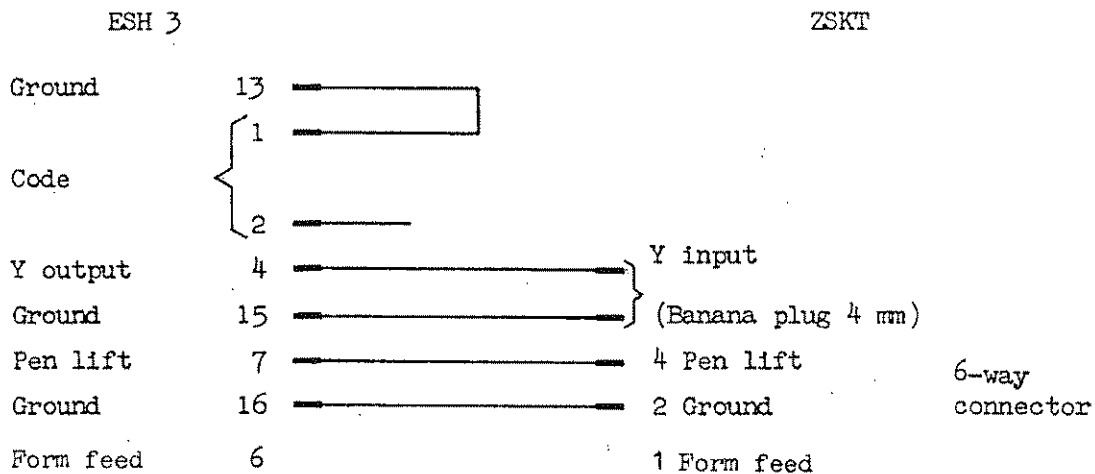 ESH 3 ZSKT
Ground 13
1
Code
2
Y output 4 Y input
Ground 15 (Banana plug 4 mm)
Pen lift 7 4 Pen lift
6-way
Ground 16 2 Ground connector
Form feed 6 1 Form feed